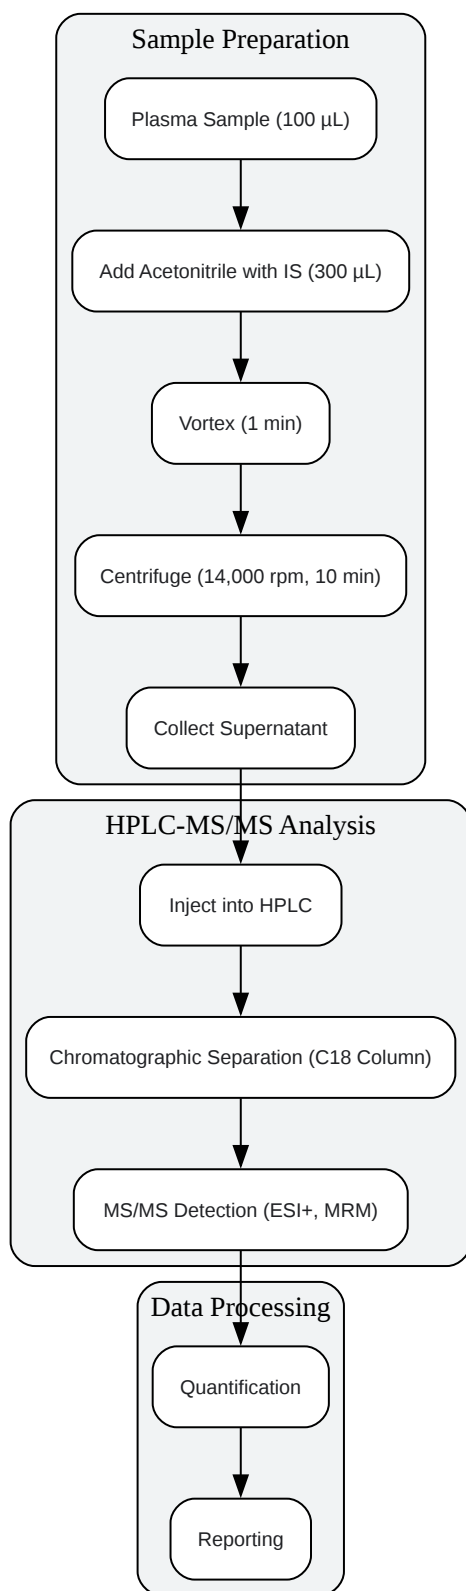 Sample Preparation
Plasma Sample (100 µL)
Add Acetonitrile with IS (300 µL)
Vortex (1 min)
Centrifuge (14,000 rpm, 10 min)
Collect Supernatant
HPLC-MS/MS Analysis
Inject into HPLC
Chromatographic Separation (C18 Column)
MS/MS Detection (ESI+, MRM)
Data Processing
Quantification
Reporting